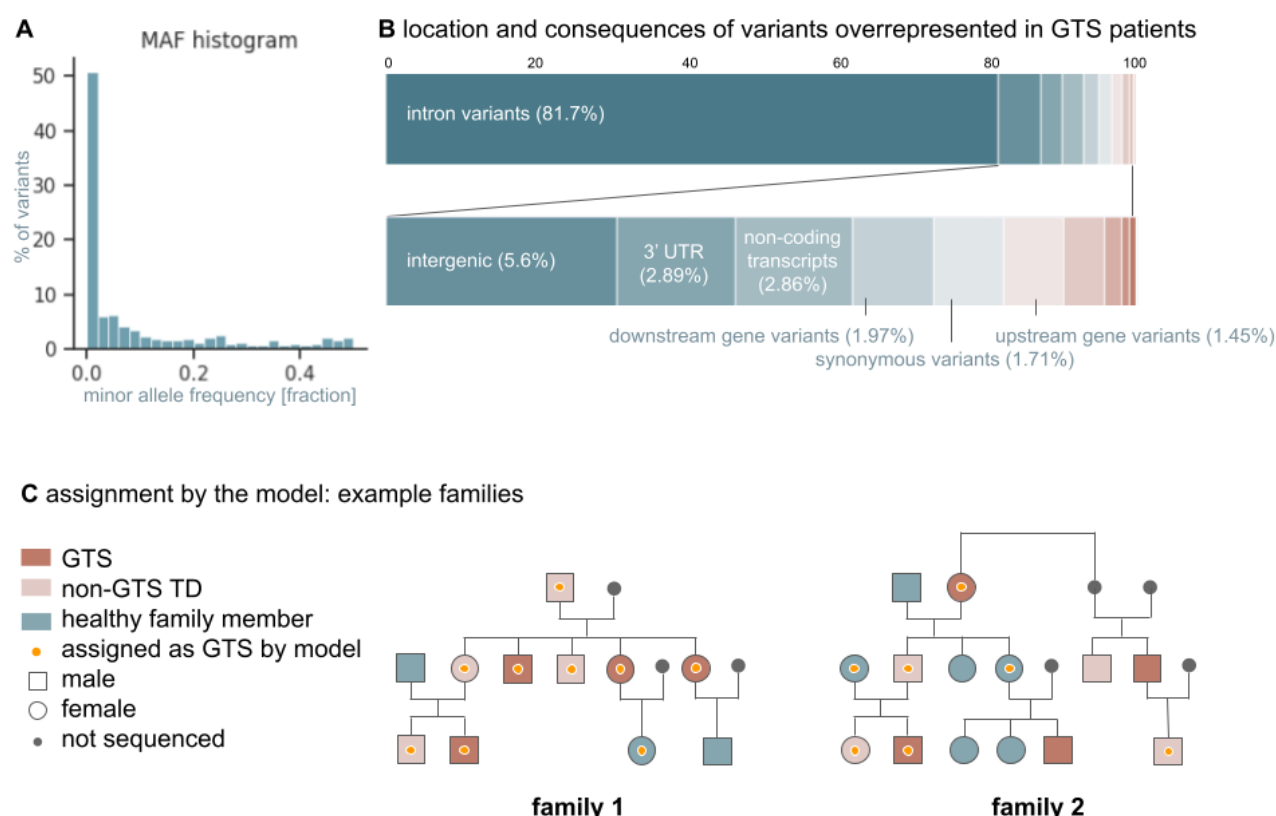 A
MAF histogram
50
40
30
20
10
0
% of variants
0.0 0.2 0.4
minor allele frequency [fraction]
B location and consequences of variants overrepresented in GTS patients
0 20 40 60 80 100
intron variants (81.7%)
intergenic (5.6%)
3' UTR
(2.89%)
non-coding
transcripts
(2.86%)
downstream gene variants (1.97%)
synonymous variants (1.71%)
upstream gene variants (1.45%)
C assignment by the model: example families
GTS
non-GTS TD
healthy family member
assigned as GTS by model
male
female
not sequenced
family 1
family 2